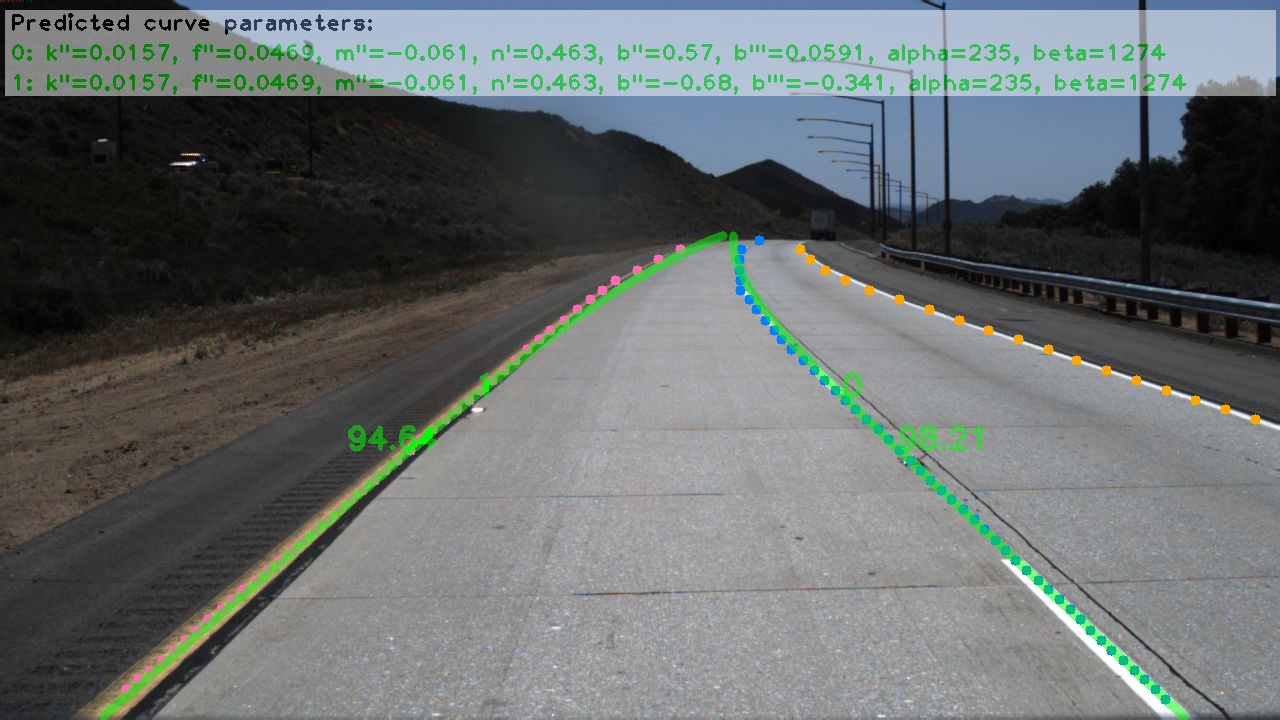 Predicted curve parameters:
0: k"=0.0157, f"=0.0469, m"=−0.061, n'=0.463, b"=0.57, b'"=0.0591, alpha=235, beta=1274
1: k"=0.0157, f"=0.0469, m"=−0.061, n'=0.463, b"=−0.68, b'"=−0.341, alpha=235, beta=1274
1 0
94.64 98.21